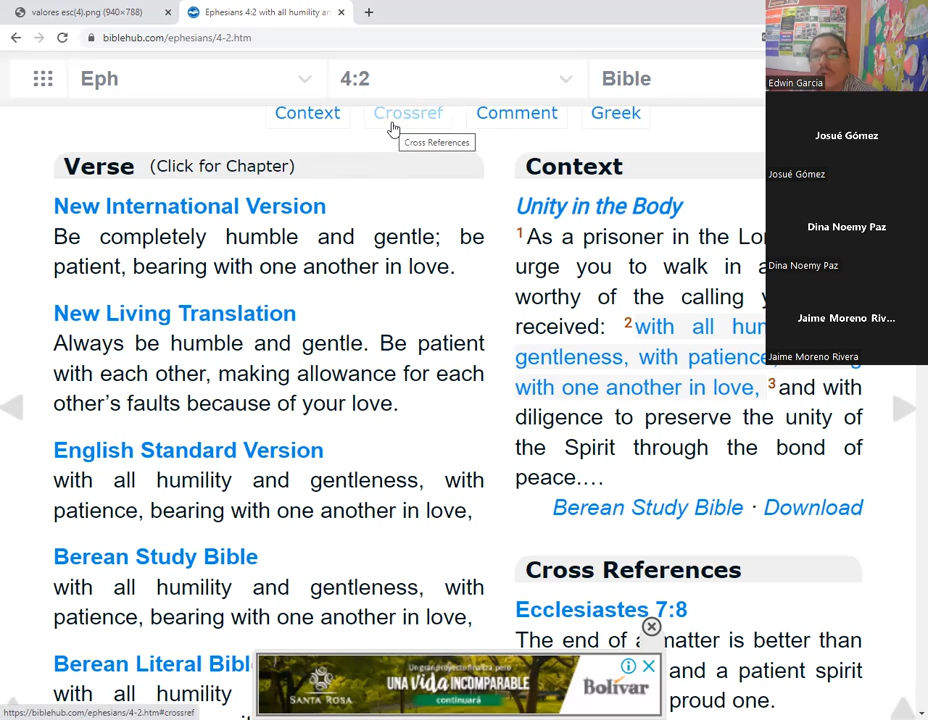 valores esc(4).png (940×788)
Ephesians 4:2 with all humility an
biblehub.com/ephesians/4-2.htm
Eph
4:2
Bible
Context
Crossref
Comment
Greek
Cross References
Verse (Click for Chapter)
New International Version
Be completely humble and gentle; be
patient, bearing with one another in love.
New Living Translation
Always be humble and gentle. Be patient
with each other, making allowance for each
other’s faults because of your love.
English Standard Version
with all humility and gentleness, with
patience, bearing with one another in love,
Berean Study Bible
with all humility and gentleness, with
patience, bearing with one another in love,
Berean Literal Bibl
with all humility
Context
Unity in the Body
1 As a prisoner in the Lo
urge you to walk in a
worthy of the calling y
received: 2 with all hum
gentleness, with patience,
with one another in love, 3 and with
diligence to preserve the unity of
the Spirit through the bond of
peace.…
Berean Study Bible · Download
Cross References
Ecclesiastes 7:8
The end of a matter is better than
and a patient spirit
proud one.
Edwin Garcia
Josué Gómez
Josué Gómez
Dina Noemy Paz
Dina Noemy Paz
Jaime Moreno Riv...
Jaime Moreno Rivera
SANTA ROSA
Un gran proyecto finaliza pero
UNA vida INCOMPARABLE
continuará
Bolívar
https://biblehub.com/ephesians/4-2.htm#crossref